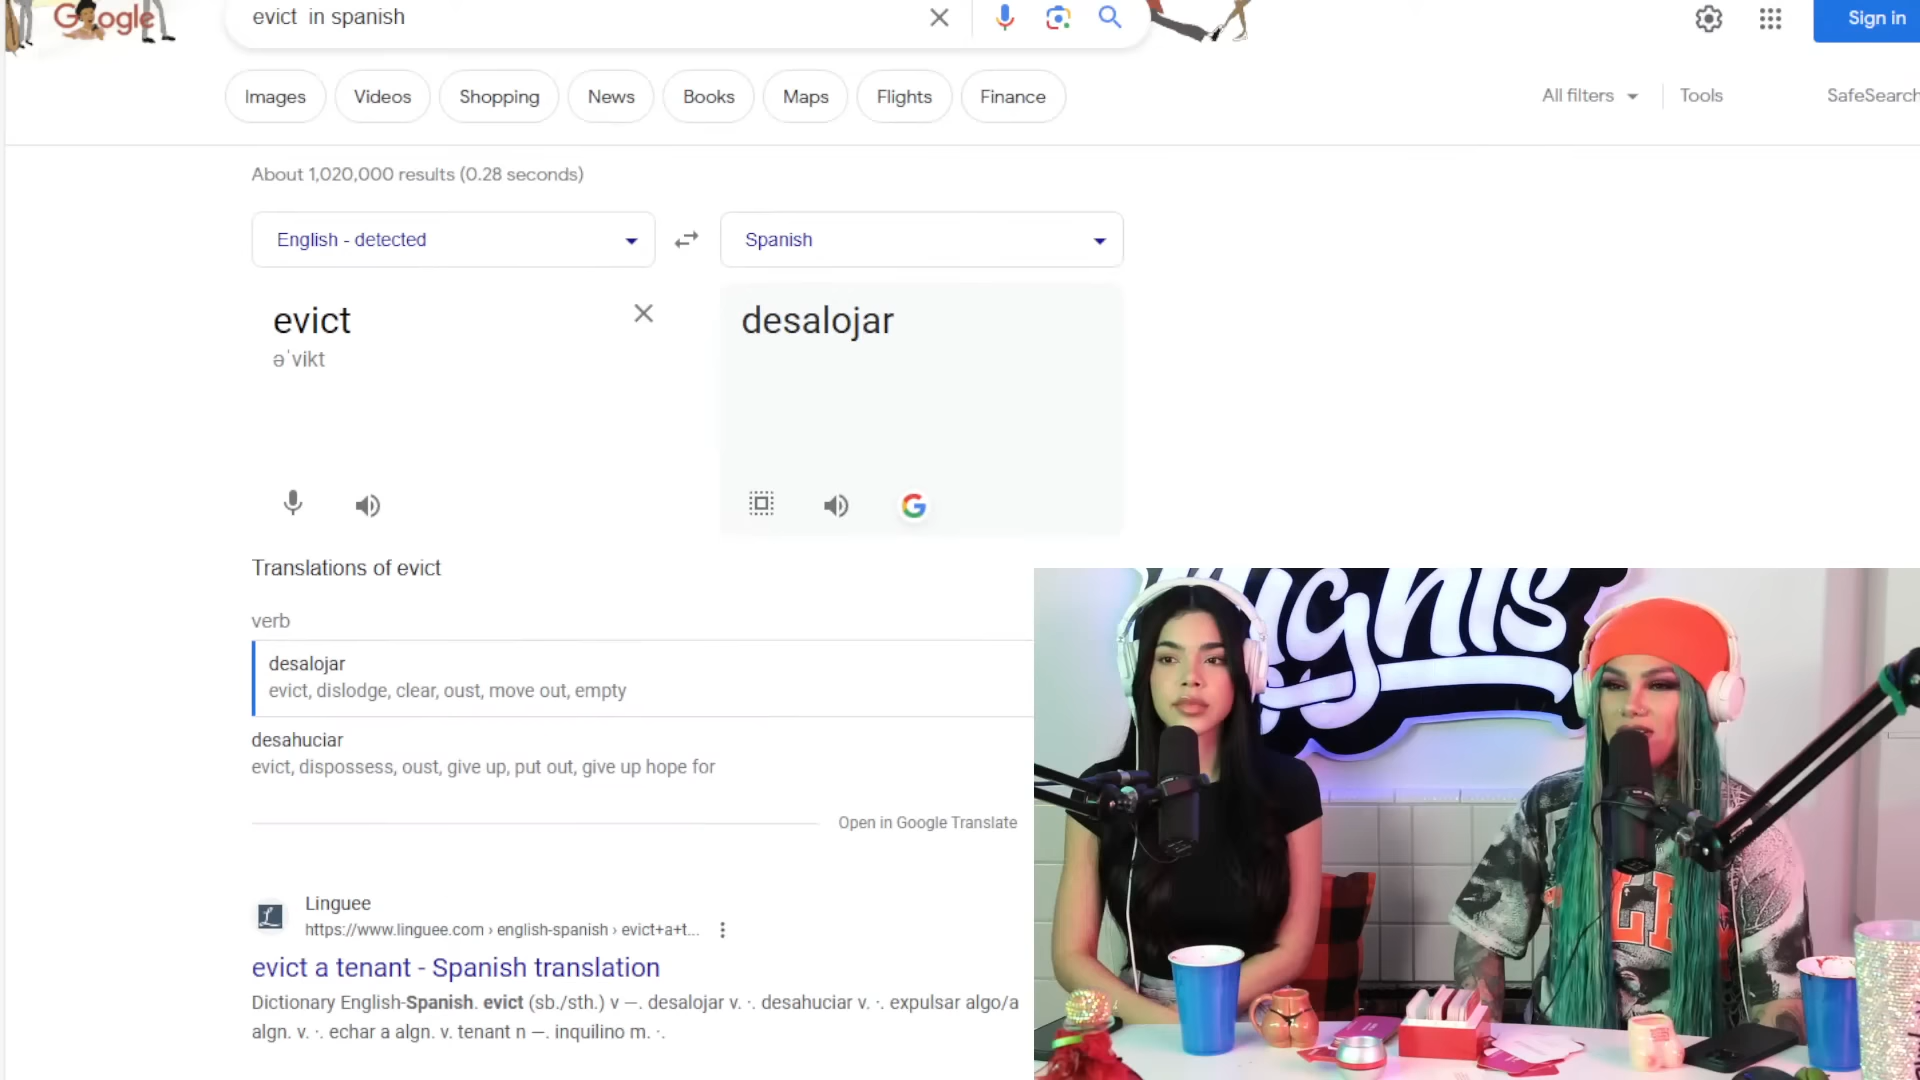 Google
evict  in spanish
Sign in
Images
Videos
Shopping
News
Books
Maps
Flights
Finance
All filters
Tools
SafeSearch
About 1,020,000 results (0.28 seconds)
English - detected
Spanish
evict
əˈvikt
desalojar
Translations of evict
verb
desalojar
evict, dislodge, clear, oust, move out, empty
desahuciar
evict, dispossess, oust, give up, put out, give up hope for
Open in Google Translate
Linguee
https://www.linguee.com › english-spanish › evict+a+t...
evict a tenant - Spanish translation
Dictionary English-Spanish. evict (sb./sth.) v —. desalojar v. ·. desahuciar v. ·. expulsar algo/a
algn. v. ·. echar a algn. v. tenant n —. inquilino m. ·.
Nights